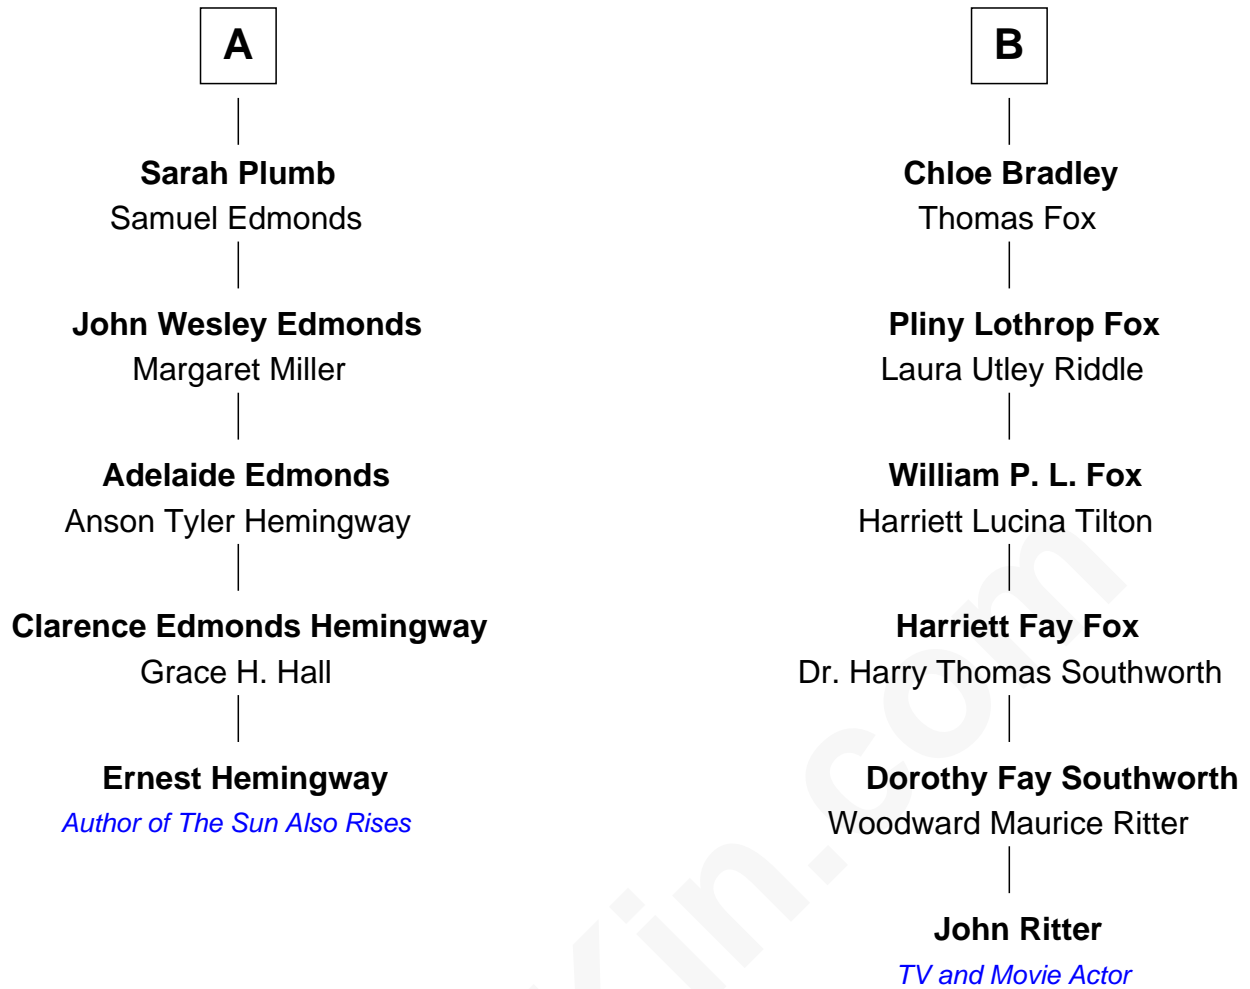 A
Sarah Plumb
Samuel Edmonds
John Wesley Edmonds
Margaret Miller
Adelaide Edmonds
Anson Tyler Hemingway
Clarence Edmonds Hemingway
Grace H. Hall
Ernest Hemingway
Author of The Sun Also Rises
B
Chloe Bradley
Thomas Fox
Pliny Lothrop Fox
Laura Utley Riddle
William P. L. Fox
Harriett Lucina Tilton
Harriett Fay Fox
Dr. Harry Thomas Southworth
Dorothy Fay Southworth
Woodward Maurice Ritter
John Ritter
TV and Movie Actor
Kin.com